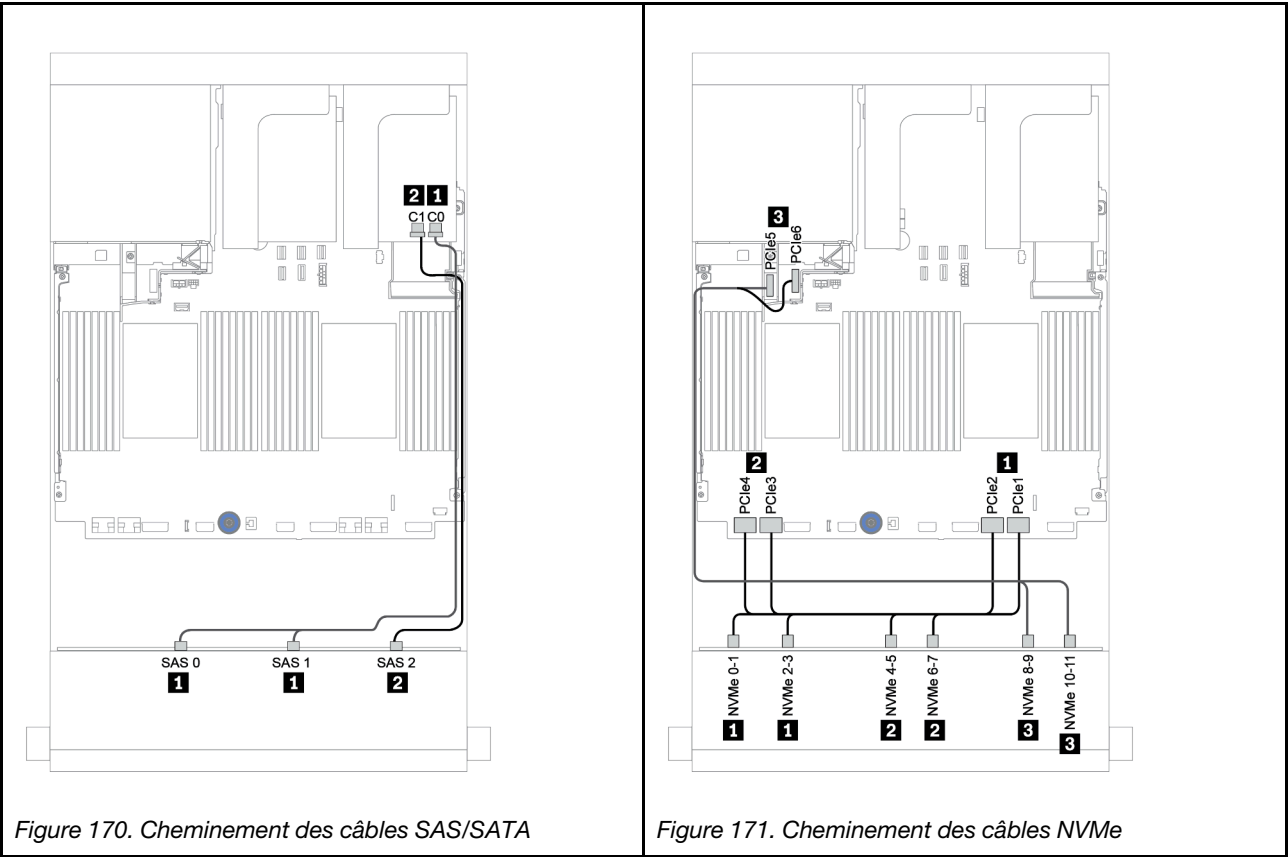 2 1
C1 C0
SAS 0
SAS 1
SAS 2
1
1
2
Figure 170. Cheminement des câbles SAS/SATA
3
PCIe5
PCIe6
2
1
PCIe4
PCIe3
PCIe2
PCIe1
NVMe 0-1
NVMe 2-3
NVMe 4-5
NVMe 6-7
NVMe 8-9
NVMe 10-11
1
1
2
2
3
3
Figure 171. Cheminement des câbles NVMe